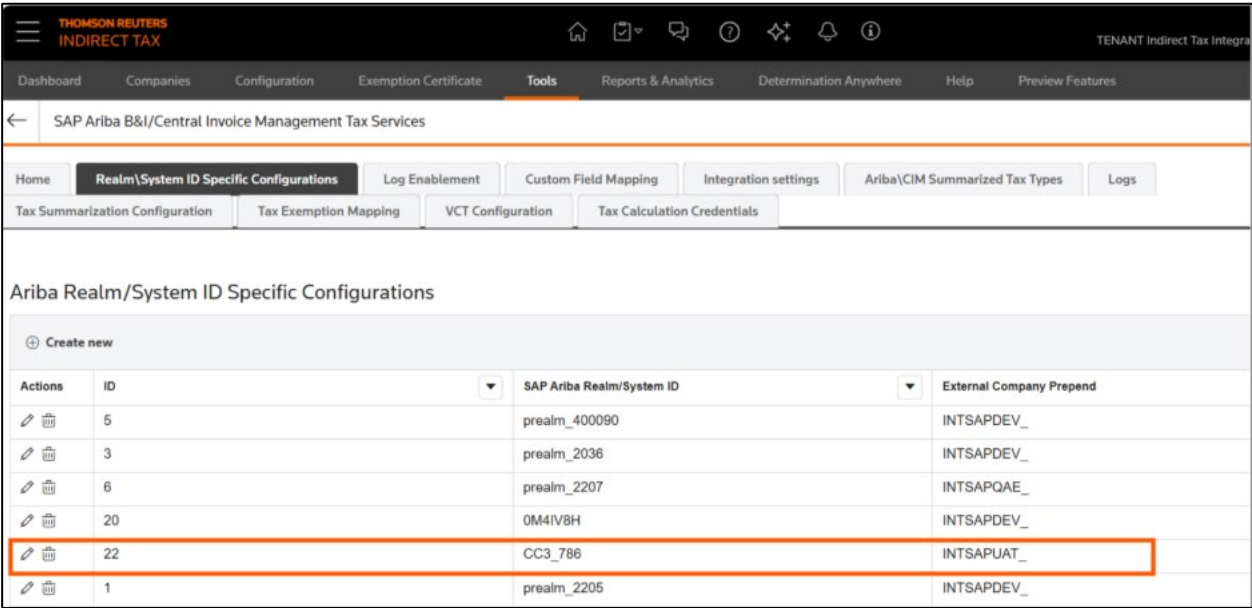 THOMSON REUTERS
INDIRECT TAX
TENANT Indirect Tax Integra
Dashboard Companies Configuration Exemption Certificate Tools Reports & Analytics Determination Anywhere Help Preview Features
← SAP Ariba B&I/Central Invoice Management Tax Services
Home Realm\System ID Specific Configurations Log Enablement Custom Field Mapping Integration settings Ariba\CIM Summarized Tax Types Logs
Tax Summarization Configuration Tax Exemption Mapping VCT Configuration Tax Calculation Credentials
Ariba Realm/System ID Specific Configurations
Create new
Actions ID SAP Ariba Realm/System ID External Company Prepend
5 prealm_400090 INTSAPDEV_
3 prealm_2036 INTSAPDEV_
6 prealm_2207 INTSAPQAE_
20 0M4IV8H INTSAPDEV_
22 CC3_786 INTSAPUAT_
1 prealm_2205 INTSAPDEV_